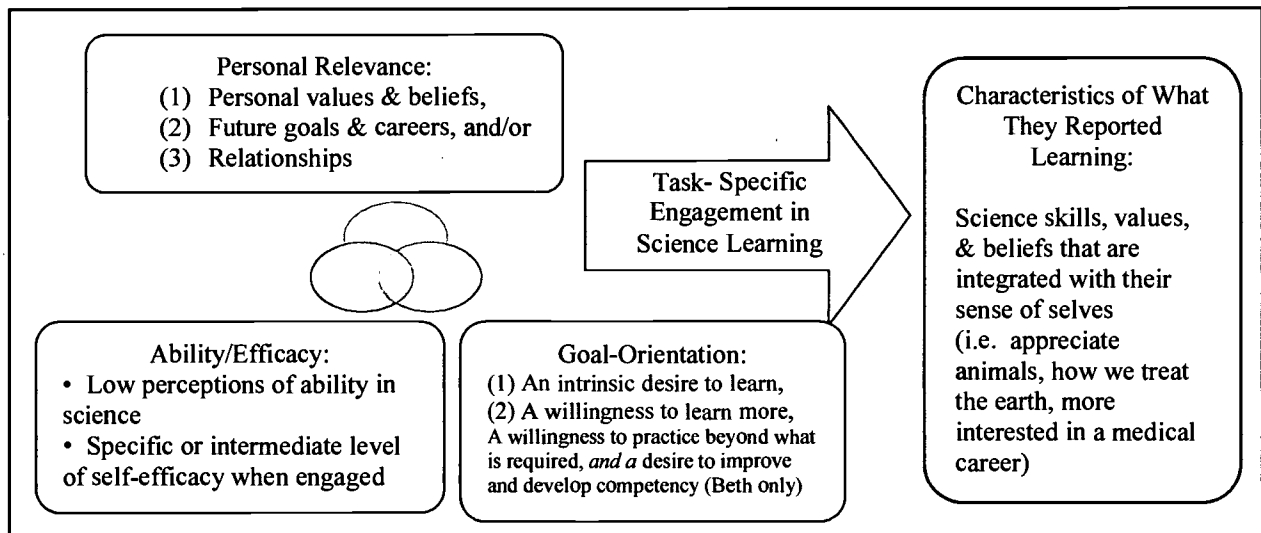 Personal Relevance:
(1) Personal values & beliefs,
(2) Future goals & careers, and/or
(3) Relationships
Task- Specific
Engagement in
Science Learning
Characteristics of What
They Reported
Learning:
Science skills, values,
& beliefs that are
integrated with their
sense of selves
(i.e. appreciate
animals, how we treat
the earth, more
interested in a medical
career)
Ability/Efficacy:
• Low perceptions of ability in
science
• Specific or intermediate level
of self-efficacy when engaged
Goal-Orientation:
(1) An intrinsic desire to learn,
(2) A willingness to learn more,
A willingness to practice beyond what
is required, and a desire to improve
and develop competency (Beth only)